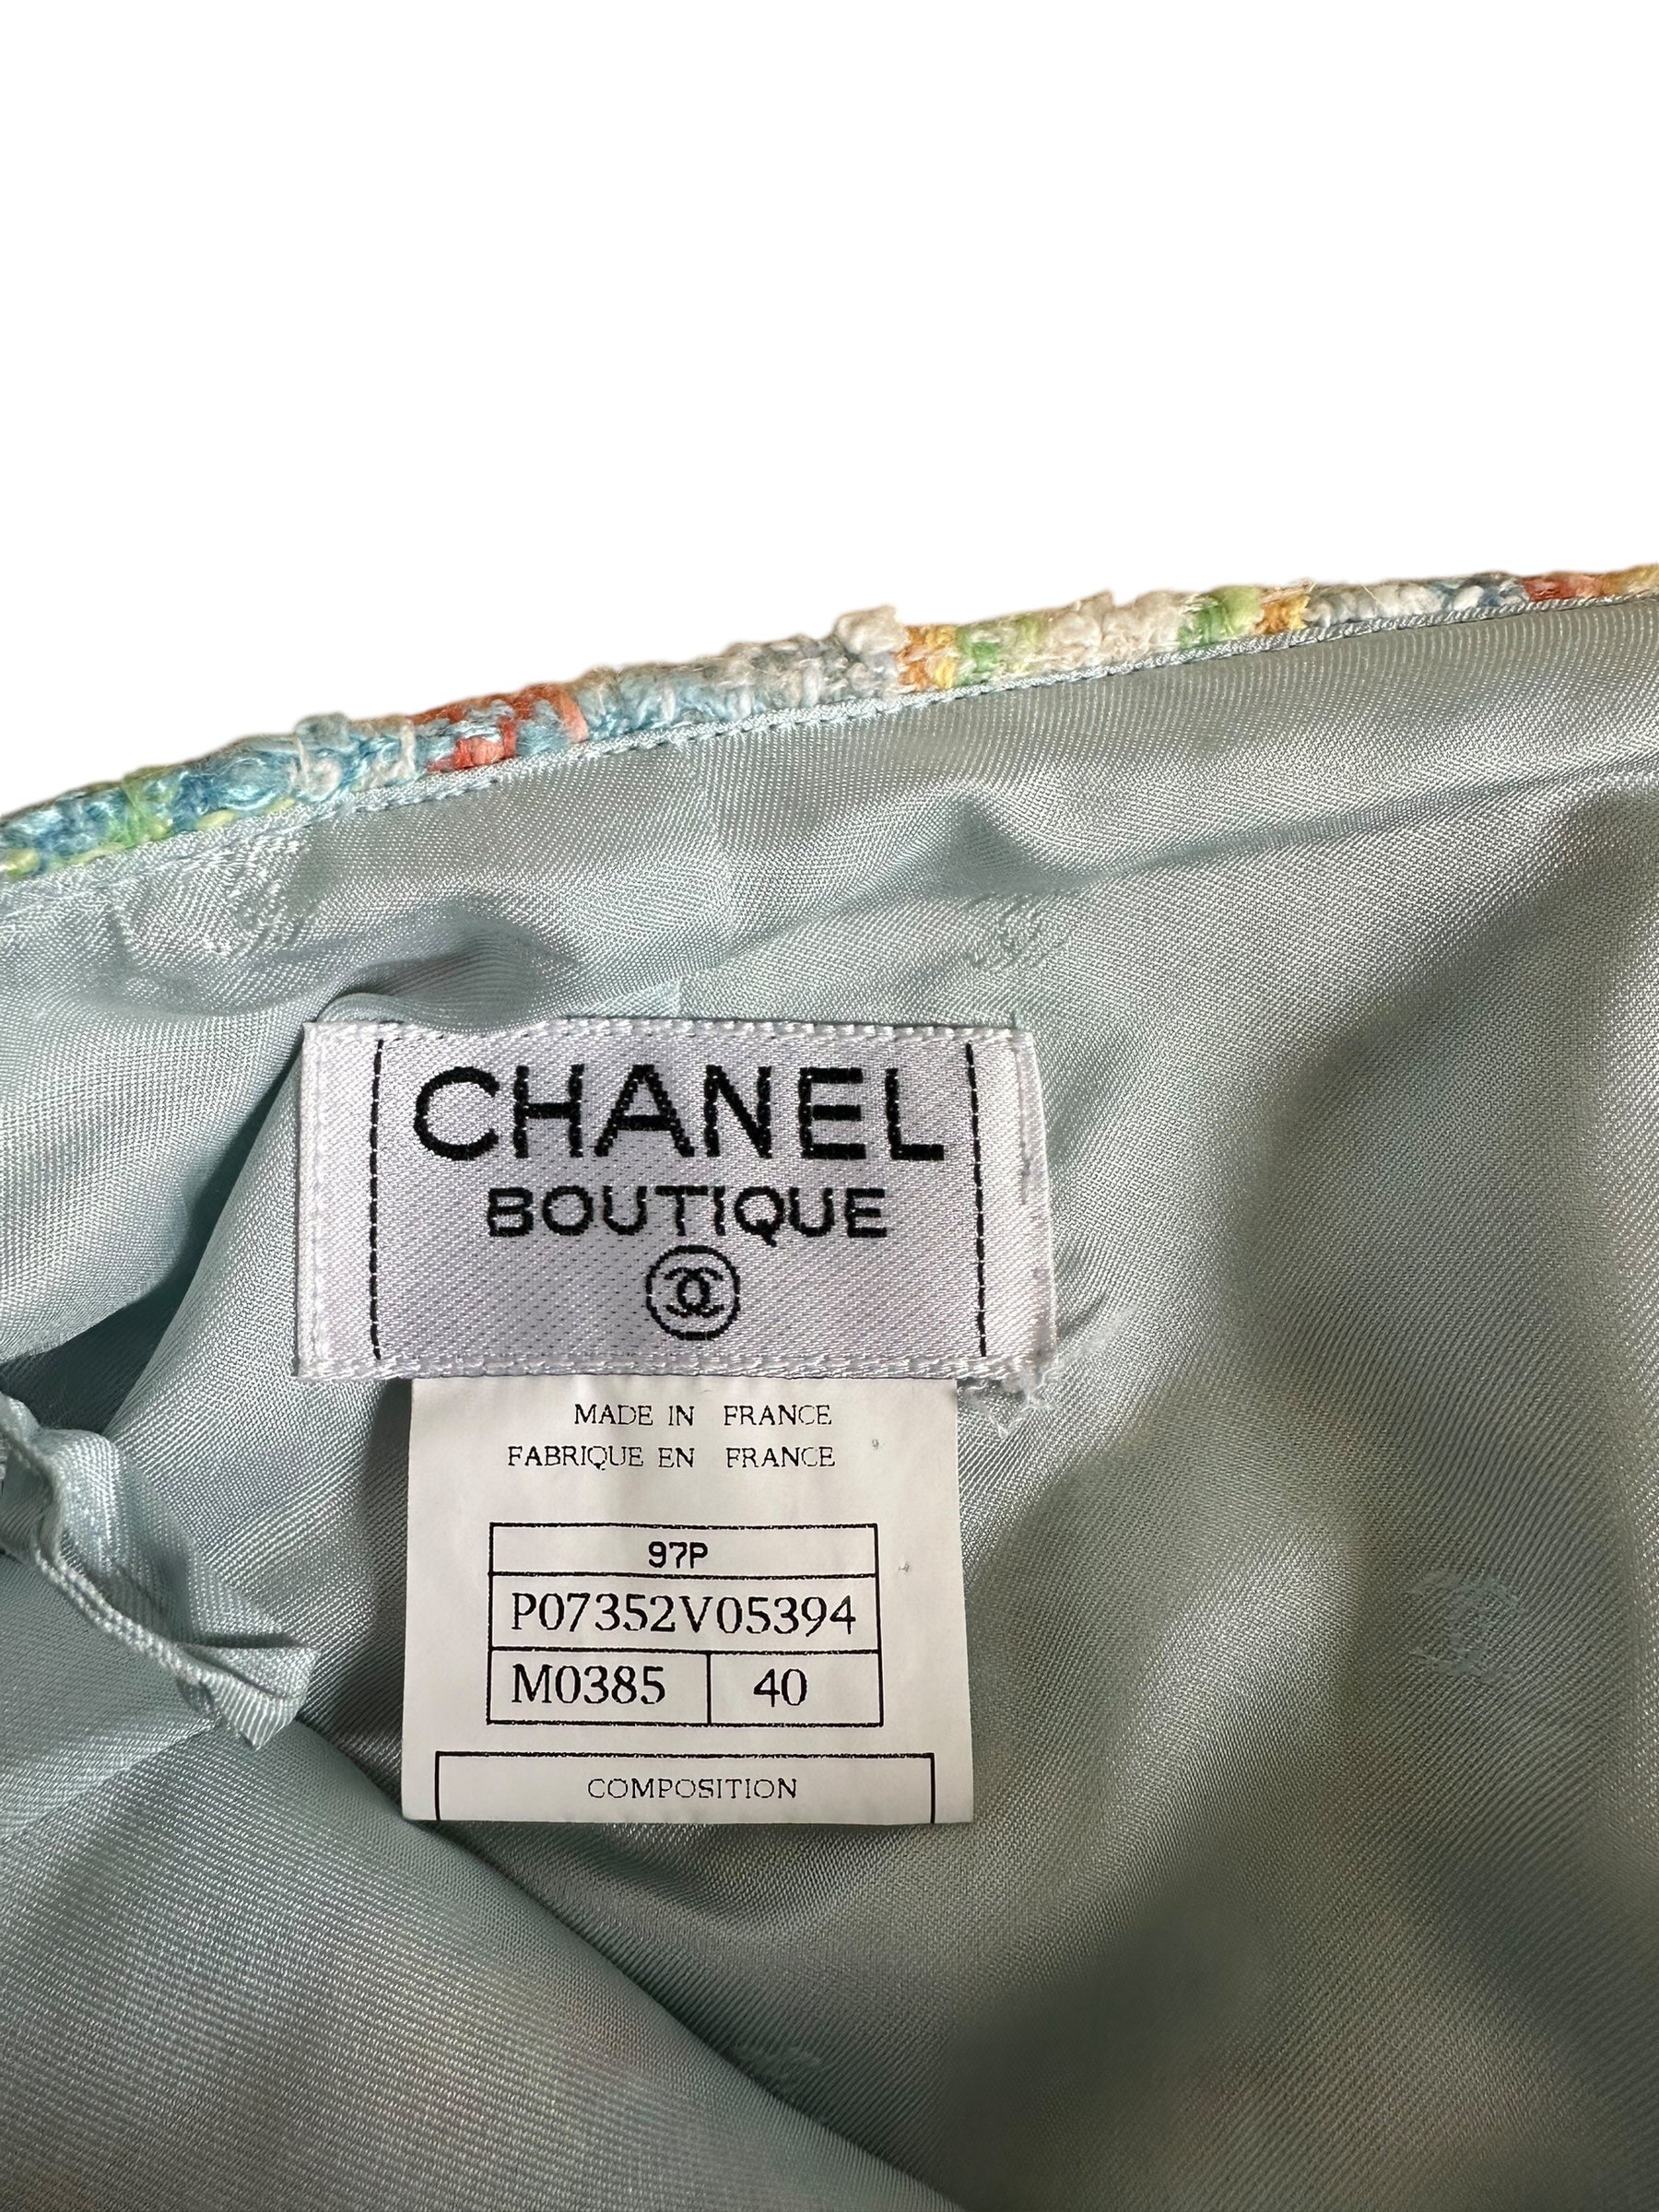 CHANEL
BOUTIQUE
MADE IN FRANCE
FABRIQUE EN FRANCE
97P
P07352V05394
M0385 40
COMPOSITION